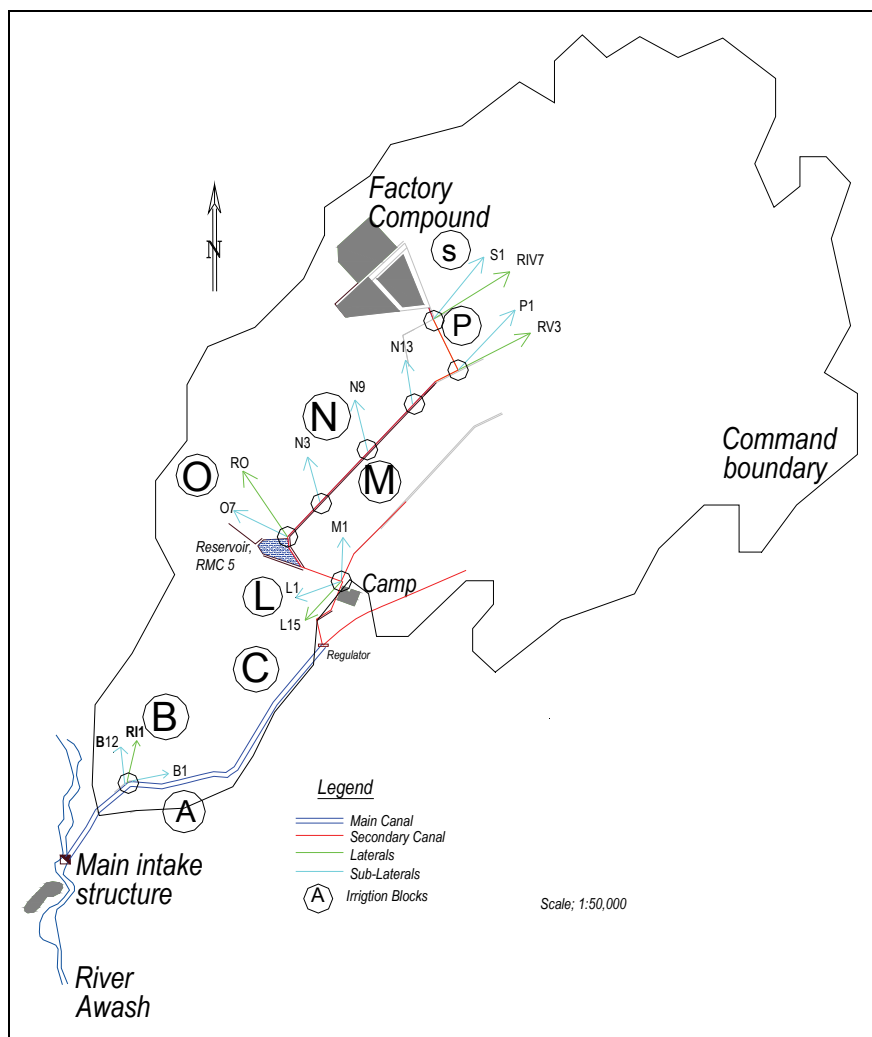 Factory
Compound
N
s
S1
RIV7
P
P1
RV3
N13
N9
N
N3
M
O
RO
O7
Command
boundary
M1
Reservoir,
RMC 5
L
L1
Camp
L15
C
Regulator
B
B12
RI1
B1
A
Legend
Main Canal
Secondary Canal
Laterals
Sub-Laterals
A
Irrigtion Blocks
Scale; 1:50,000
Main intake
structure
River
Awash